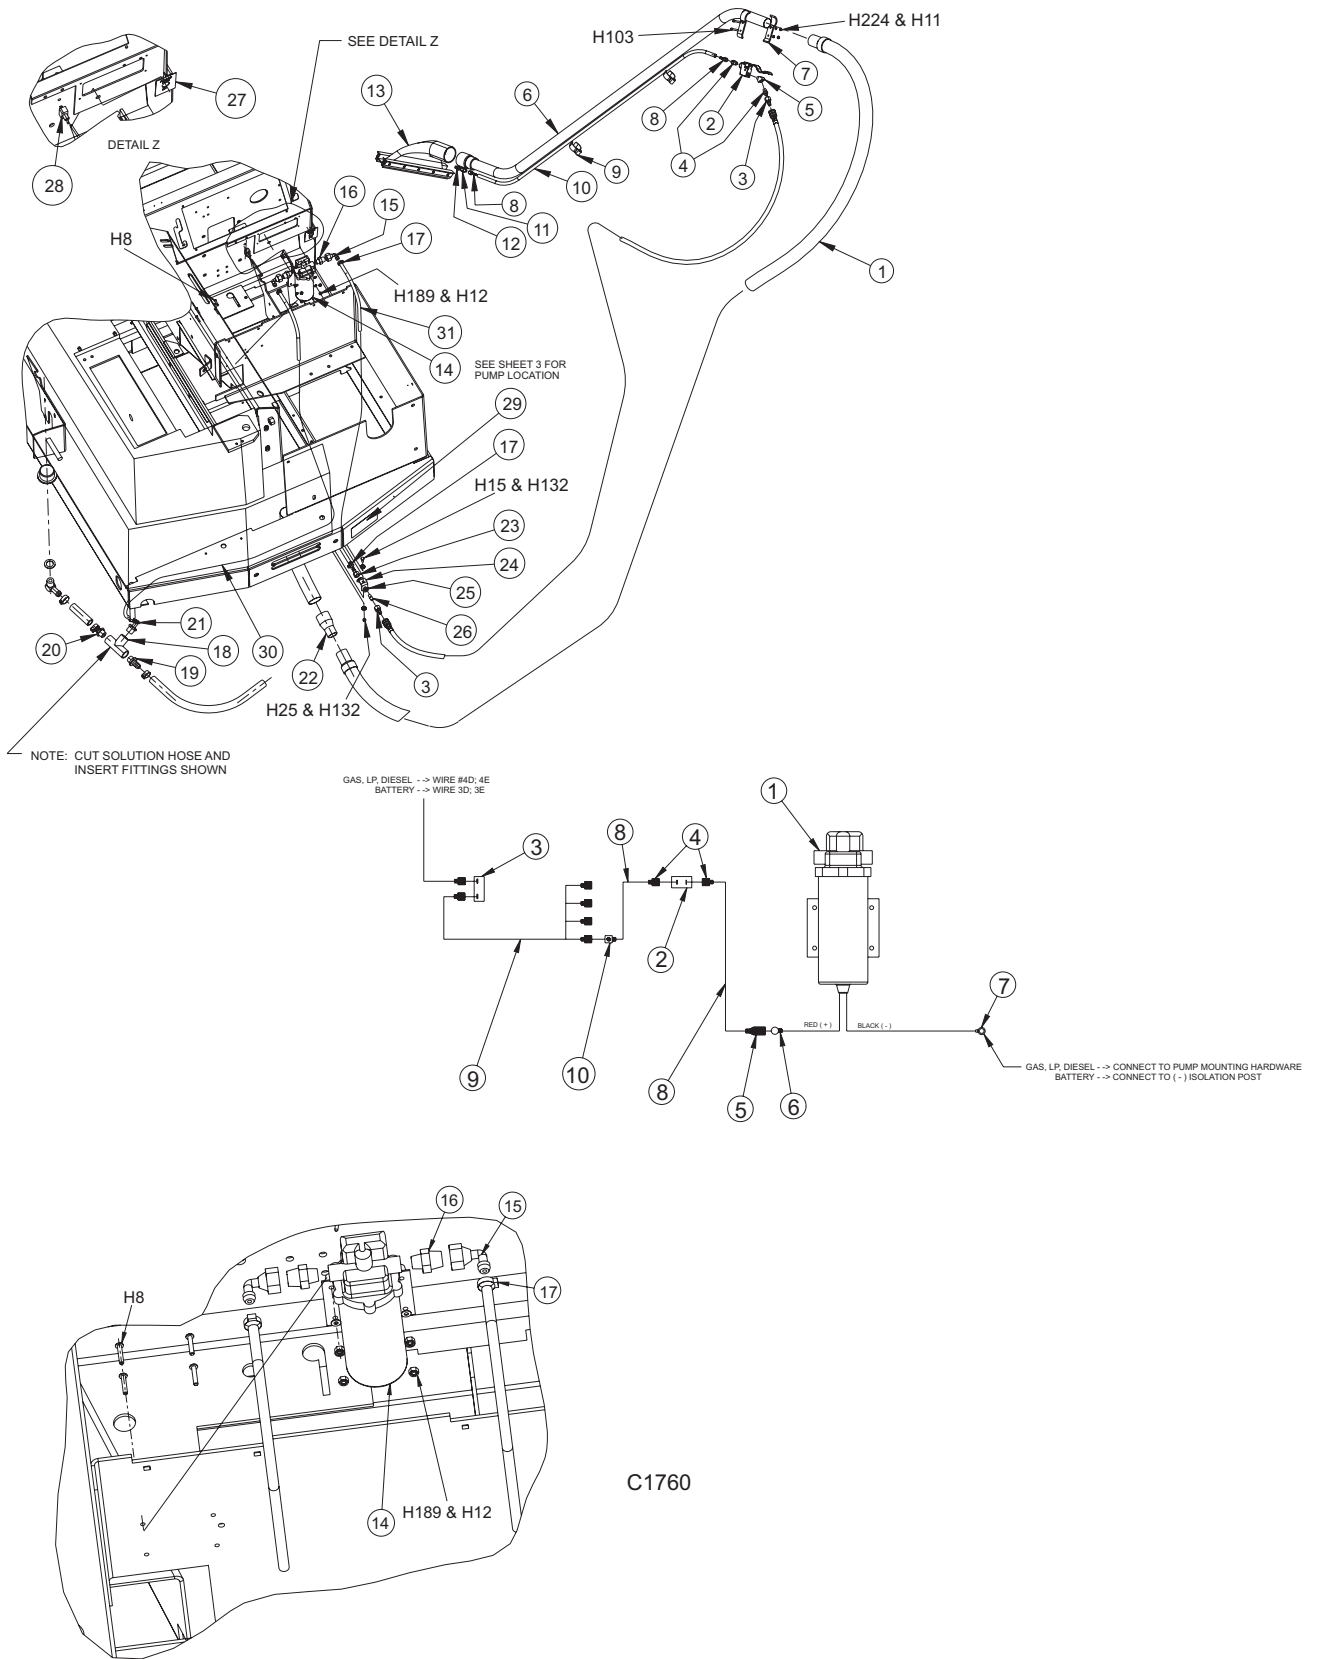 H224 & H11
H103
SEE DETAIL Z
7
27
13
6
8
2
5
DETAIL Z
4
3
9
28
10
16
15
8
11
12
17
H8
1
H189 & H12
31
14
SEE SHEET 3 FOR
PUMP LOCATION
29
17
H15 & H132
23
24
25
26
21
20
18
30
19
22
3
H25 & H132
NOTE: CUT SOLUTION HOSE AND
INSERT FITTINGS SHOWN
GAS, LP, DIESEL - -> WIRE #4D; 4E
BATTERY - -> WIRE 3D; 3E
1
8
4
3
2
7
RED ( + )
BLACK ( - )
9
10
8
5
6
GAS, LP, DIESEL - -> CONNECT TO PUMP MOUNTING HARDWARE
BATTERY - -> CONNECT TO ( - ) ISOLATION POST
16
15
17
H8
C1760
14
H189 & H12